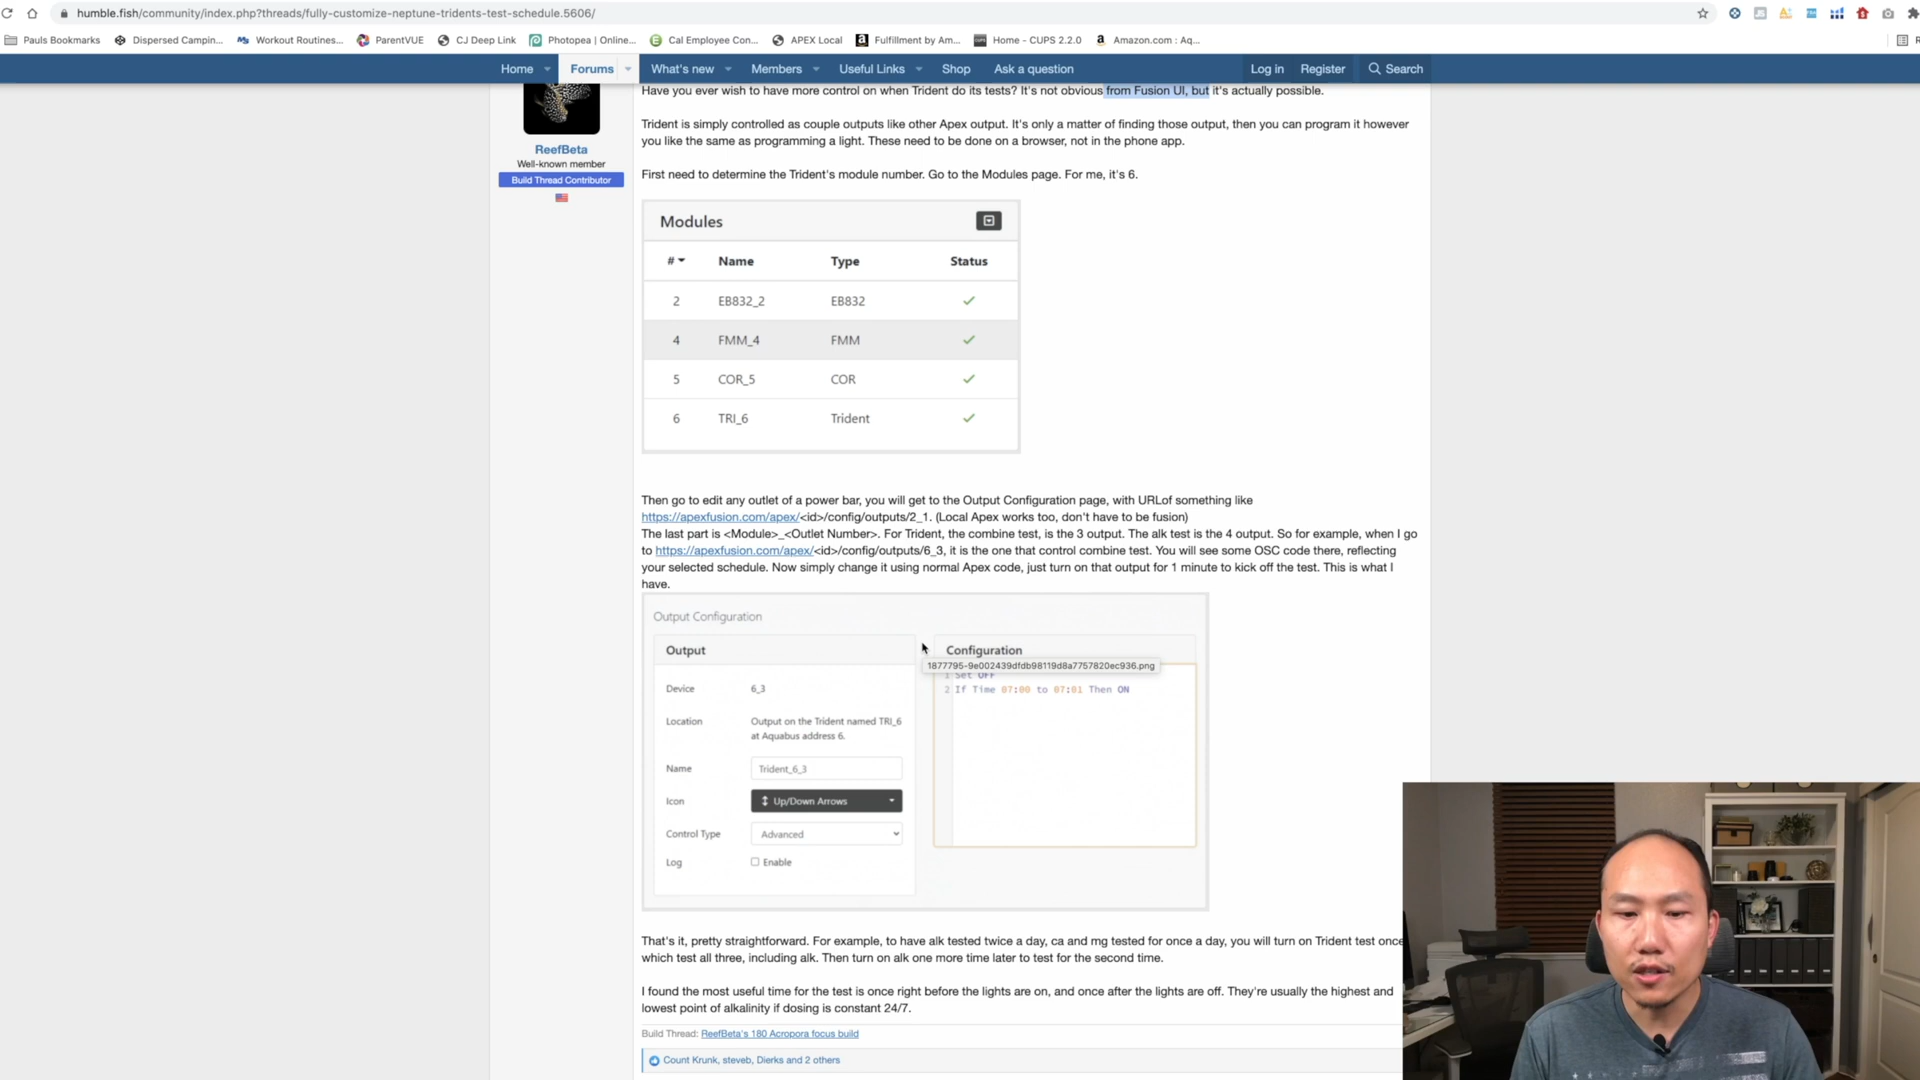 humble.fish/community/index.php?threads/fully-customize-neptune-tridents-test-schedule.5606/
Pauls Bookmarks
Dispersed Campin...
Workout Routines...
ParentVUE
CJ Deep Link
Photopea | Online...
Cal Employee Con...
APEX Local
Fulfillment by Am...
Home - CUPS 2.2.0
Amazon.com : Aq...
Home
Forums
What's new
Members
Useful Links
Shop
Ask a question
Log in
Register
Search
ReefBeta
Well-known member
Build Thread Contributor
Have you ever wish to have more control on when Trident do its tests? It's not obvious from Fusion UI, but it's actually possible.
Trident is simply controlled as couple outputs like other Apex output. It's only a matter of finding those output, then you can program it however
you like the same as programming a light. These need to be done on a browser, not in the phone app.
First need to determine the Trident's module number. Go to the Modules page. For me, it's 6.
Modules
# Name Type Status
2 EB832_2 EB832
4 FMM_4 FMM
5 COR_5 COR
6 TRI_6 Trident
Then go to edit any outlet of a power bar, you will get to the Output Configuration page, with URLof something like
https://apexfusion.com/apex/<id>/config/outputs/2_1. (Local Apex works too, don't have to be fusion)
The last part is <Module>_<Outlet Number>. For Trident, the combine test, is the 3 output. The alk test is the 4 output. So for example, when I go
to https://apexfusion.com/apex/<id>/config/outputs/6_3, it is the one that control combine test. You will see some OSC code there, reflecting
your selected schedule. Now simply change it using normal Apex code, just turn on that output for 1 minute to kick off the test. This is what I
have.
Output Configuration
Output
Device 6_3
Location Output on the Trident named TRI_6
at Aquabus address 6.
Name Trident_6_3
Icon Up/Down Arrows
Control Type Advanced
Log Enable
Configuration
1877795-9e002439dfdb98119d8a7757820ec936.png
1 Set OFF
2 If Time 07:00 to 07:01 Then ON
That's it, pretty straightforward. For example, to have alk tested twice a day, ca and mg tested for once a day, you will turn on Trident test once
which test all three, including alk. Then turn on alk one more time later to test for the second time.
I found the most useful time for the test is once right before the lights are on, and once after the lights are off. They're usually the highest and
lowest point of alkalinity if dosing is constant 24/7.
Build Thread: ReefBeta's 180 Acropora focus build
Count Krunk, steveb, Dierks and 2 others